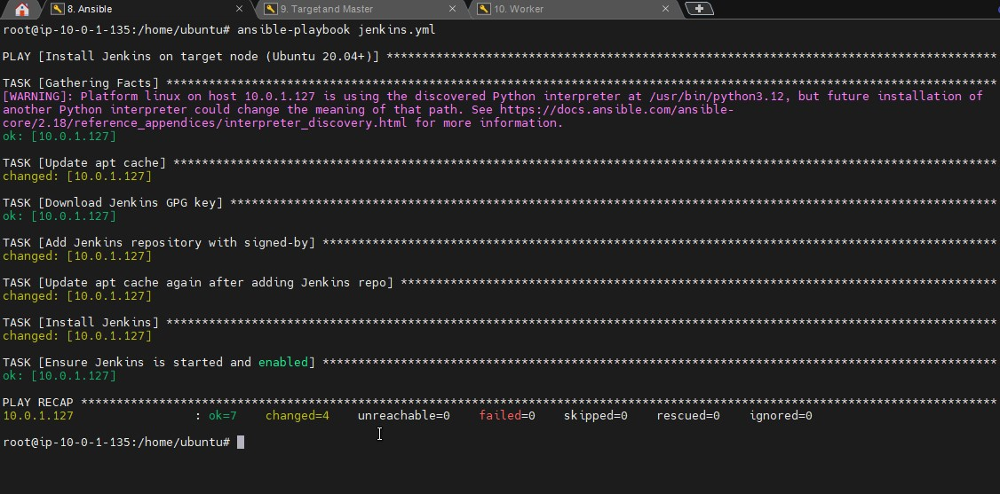 8. Ansible
9. Target and Master
10. Worker
root@ip-10-0-1-135:/home/ubuntu# ansible-playbook jenkins.yml
PLAY [Install Jenkins on target node (Ubuntu 20.04+)] **************************************************************************************
TASK [Gathering Facts] *********************************************************************************************************************
[WARNING]: Platform linux on host 10.0.1.127 is using the discovered Python interpreter at /usr/bin/python3.12, but future installation of
another Python interpreter could change the meaning of that path. See https://docs.ansible.com/ansible-
core/2.18/reference_appendices/interpreter_discovery.html for more information.
ok: [10.0.1.127]
TASK [Update apt cache] ********************************************************************************************************************
changed: [10.0.1.127]
TASK [Download Jenkins GPG key] ************************************************************************************************************
ok: [10.0.1.127]
TASK [Add Jenkins repository with signed-by] ***********************************************************************************************
changed: [10.0.1.127]
TASK [Update apt cache again after adding Jenkins repo] ************************************************************************************
changed: [10.0.1.127]
TASK [Install Jenkins] *********************************************************************************************************************
changed: [10.0.1.127]
TASK [Ensure Jenkins is started and enabled] ***********************************************************************************************
ok: [10.0.1.127]
PLAY RECAP *********************************************************************************************************************************
10.0.1.127                 : ok=7    changed=4    unreachable=0    failed=0    skipped=0    rescued=0    ignored=0
root@ip-10-0-1-135:/home/ubuntu#